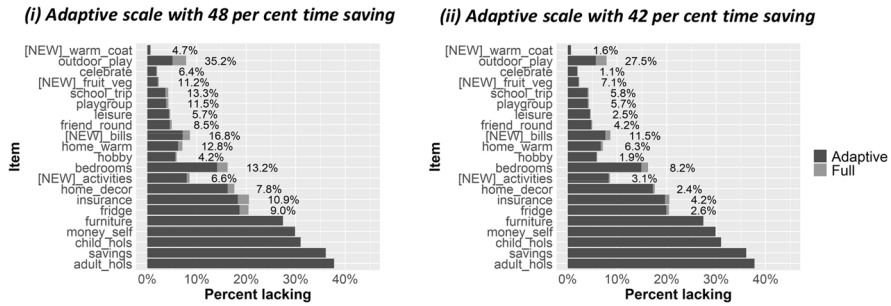 (i) Adaptive scale with 48 per cent time saving
Item
[NEW]_warm_coat 4.7%
outdoor_play 35.2%
celebrate 6.4%
[NEW]_fruit_veg 11.2%
school_trip 13.3%
playgroup 11.5%
leisure 5.7%
friend_round 8.5%
[NEW]_bills 16.8%
home_warm 12.8%
hobby 4.2%
bedrooms 13.2%
[NEW]_activities 6.6%
home_decor 7.8%
insurance 10.9%
fridge 9.0%
furniture
money_self
child_hols
savings
adult_hols
0% 10% 20% 30% 40%
Percent lacking
(ii) Adaptive scale with 42 per cent time saving
Item
[NEW]_warm_coat 1.6%
outdoor_play 27.5%
celebrate 1.1%
[NEW]_fruit_veg 7.1%
school_trip 5.8%
playgroup 5.7%
leisure 2.5%
friend_round 4.2%
[NEW]_bills 11.5%
home_warm 6.3%
hobby 1.9%
bedrooms 8.2%
[NEW]_activities 3.1%
home_decor 2.4%
insurance 4.2%
fridge 2.6%
furniture
money_self
child_hols
savings
adult_hols
0% 10% 20% 30% 40%
Percent lacking
Adaptive
Full